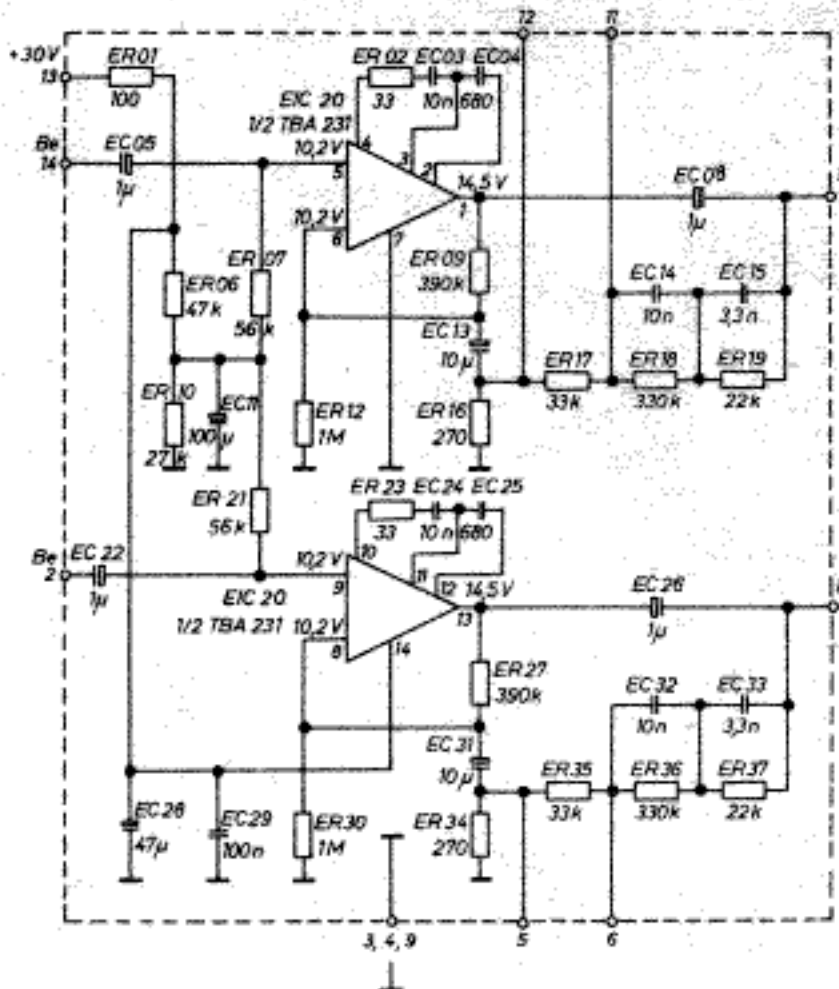 12 11
+30V ER01 ER02 EC03 EC04
13 100 33 10n 680
EIC 20
1/2 TBA 231
Be EC05 10,2 V 4 3 2 14,5 V EC08
14 1µ 5 1 1µ
10,2 V
6 7
ER07 ER09
ER06 390k EC14 EC15
47k 10n 3,3n
56k EC13
10µ
ER10 EC11 ER17 ER18 ER19
100µ ER12 ER16 33k 330k 22k
27k 1M 270
ER21 ER23 EC24 EC25
56k 33 10n 680
Be EC22 10,2 V 10 11 12 14,5 V EC26
2 1µ 9 13 1µ
EIC 20
1/2 TBA 231 10,2 V 14
8
ER27 EC32 EC33
390k 10n 3,3n
EC31
10µ ER35 ER36 ER37
EC28 EC29 ER30 ER34 33k 330k 22k
47µ 100n 1M 270
3, 4, 9 5 6